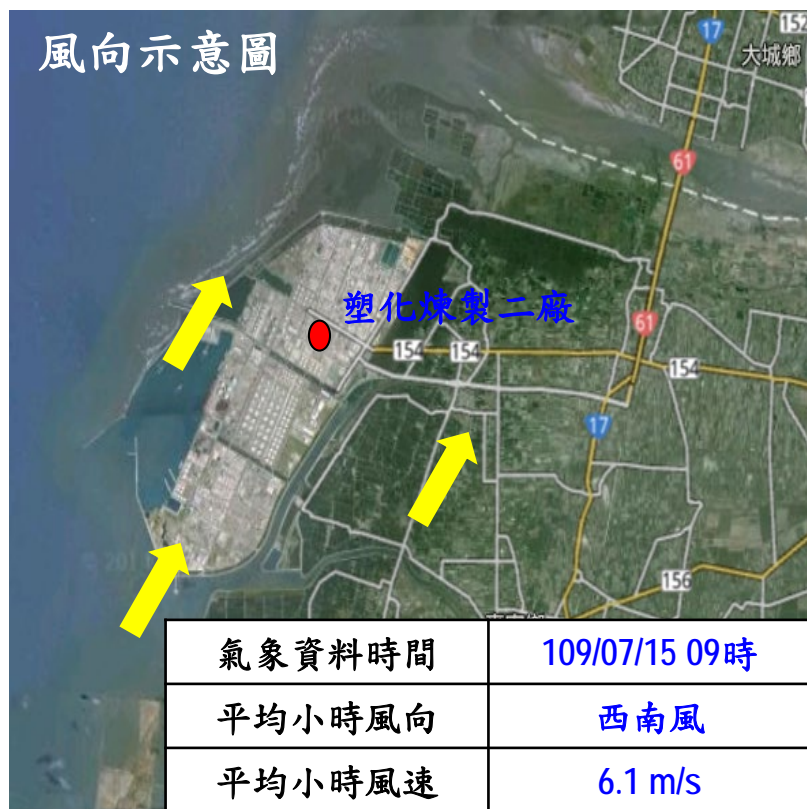 風向示意圖
152
17
大城鄉
61
塑化煉製二廠
61
154
154
154
17
156
氣象資料時間 109/07/15 09時
平均小時風向 西南風
平均小時風速 6.1 m/s